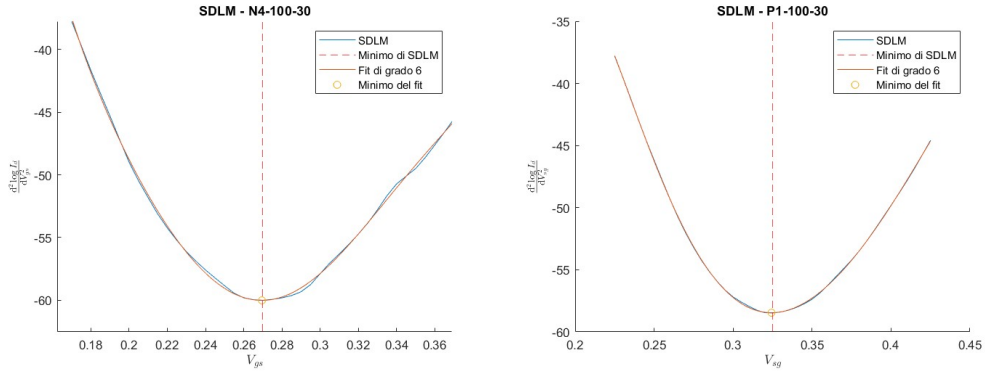 SDLM - N4-100-30
SDLM
Minimo di SDLM
Fit di grado 6
Minimo del fit
-40
-45
-50
-55
-60
d² log I_d / dV²_gs
0.18 0.2 0.22 0.24 0.26 0.28 0.3 0.32 0.34 0.36
V_gs
SDLM - P1-100-30
SDLM
Minimo di SDLM
Fit di grado 6
Minimo del fit
-35
-40
-45
-50
-55
-60
d² log I_d / dV²_sg
0.2 0.25 0.3 0.35 0.4 0.45
V_sg